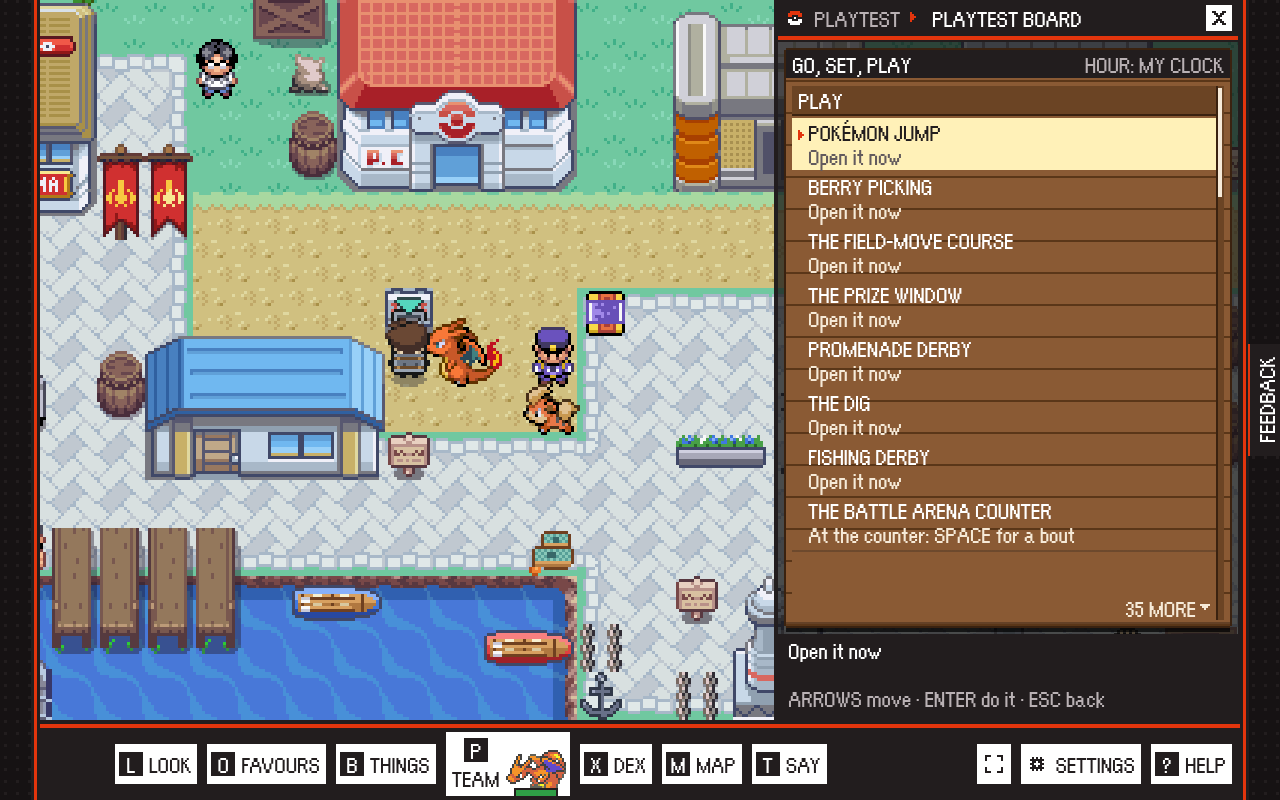 PLAYTEST PLAYTEST BOARD X
GO, SET, PLAY HOUR: MY CLOCK
PLAY
POKÉMON JUMP
Open it now
BERRY PICKING
Open it now
THE FIELD-MOVE COURSE
Open it now
THE PRIZE WINDOW
Open it now
PROMENADE DERBY
Open it now
THE DIG
Open it now
FISHING DERBY
Open it now
THE BATTLE ARENA COUNTER
At the counter: SPACE for a bout
35 MORE
Open it now
ARROWS move · ENTER do it · ESC back
FEEDBACK
P.C
MA
L LOOK
O FAVOURS
B THINGS
P TEAM
X DEX
M MAP
T SAY
SETTINGS
? HELP